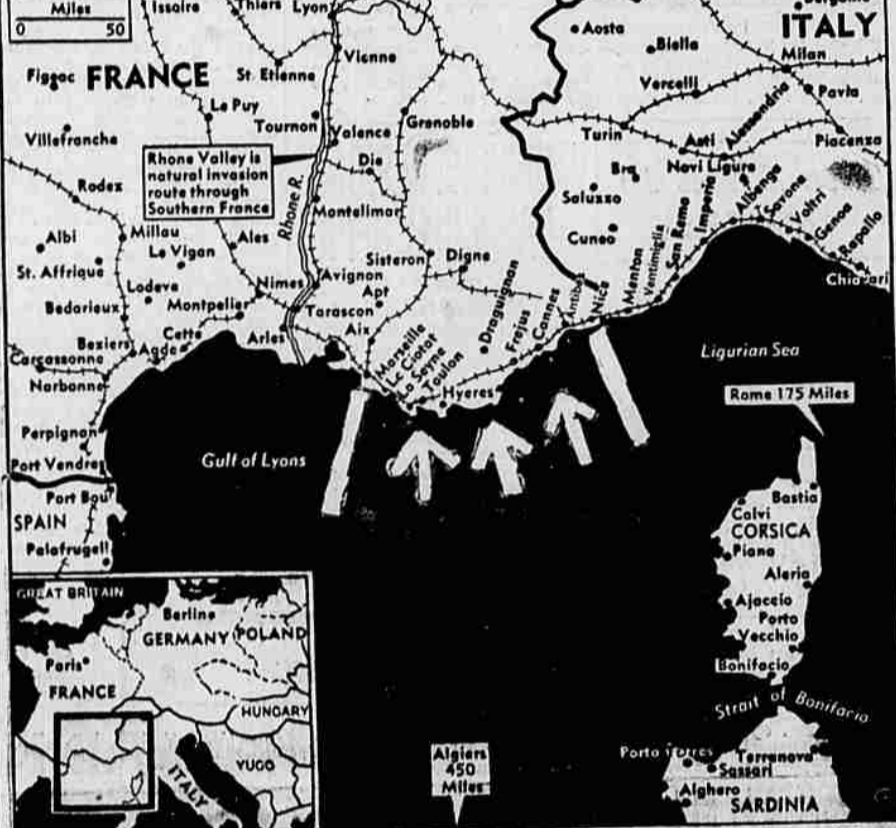 Miles
0 50
Issoire
Thiers
Lyon
Aosta
ITALY
Biella
Milan
Vienne
Figeac
FRANCE
St. Etienne
Vercelli
Pavia
Le Puy
Alessandria
Villefranche
Tournon
Valence
Grenoble
Turin
Asti
Piacenza
Rhone Valley is
natural invasion
route through
Southern France
Die
Novi Ligure
Bra
Rodez
Rhone R.
Montelimar
Saluzzo
Imperia
Albenga
Savona
Voltri
Genoa
Rapallo
Albi
Millau
Ales
Cuneo
San Remo
Ventimiglia
Menton
St. Affrique
Le Vigan
Sisteron
Digne
Chiavari
Lodeve
Nimes
Avignon
Apt
Draguignan
Frejus
Cannes
Antibes
Nice
Bedarieux
Montpelier
Tarascon
Cette
Arles
Aix
Beziers
Agde
Marseille
Le Ciotat
La Seyne
Toulon
Ligurian Sea
Carcassonne
Narbonne
Hyeres
Rome 175 Miles
Perpignan
Gulf of Lyons
Port Vendres
Port Bou
Bastia
Calvi
SPAIN
CORSICA
Palafrugell
Piana
Aleria
GREAT BRITAIN
Berlin
Ajaccio
GERMANY
POLAND
Porto
Vecchio
Paris
FRANCE
Bonifacio
HUNGARY
Strait of Bonifacio
YUGO
ITALY
Algiers
450
Miles
Porto Torres
Terranova
Sassari
Alghero
SARDINIA